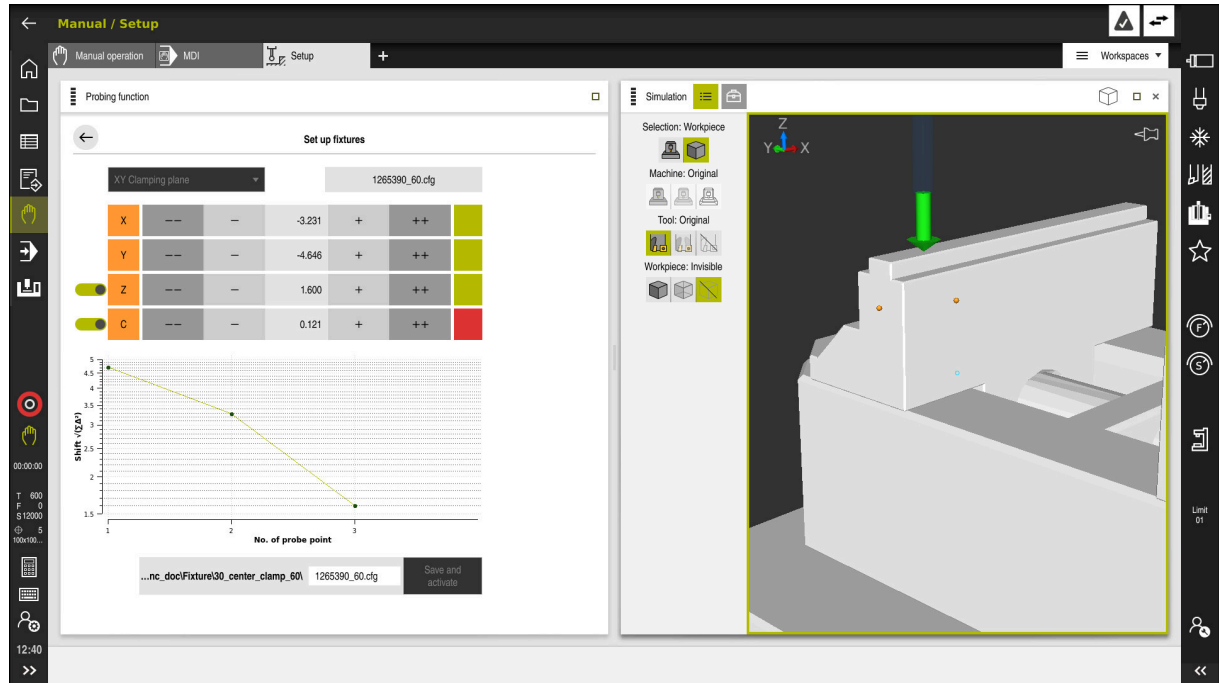 Manual / Setup
Manual operation
MDI
Setup
+
Workspaces
Probing function
Set up fixtures
XY Clamping plane
1265390_60.cfg
X −− − -3.231 + ++
Y −− − -4.646 + ++
Z −− − 1.600 + ++
C −− − 0.121 + ++
5
4.5
4
3.5
3
2.5
2
1.5
Shift √(∑Δ²)
1 2 3
No. of probe point
...nc_doc\Fixture\30_center_clamp_60\ 1265390_60.cfg
Save and
activate
Simulation
Selection: Workpiece
Machine: Original
Tool: Original
Workpiece: Invisible
Z
Y X
00:00:00
T 600
F 0
S 12000
5
100x100...
12:40
F
S
Limit
01